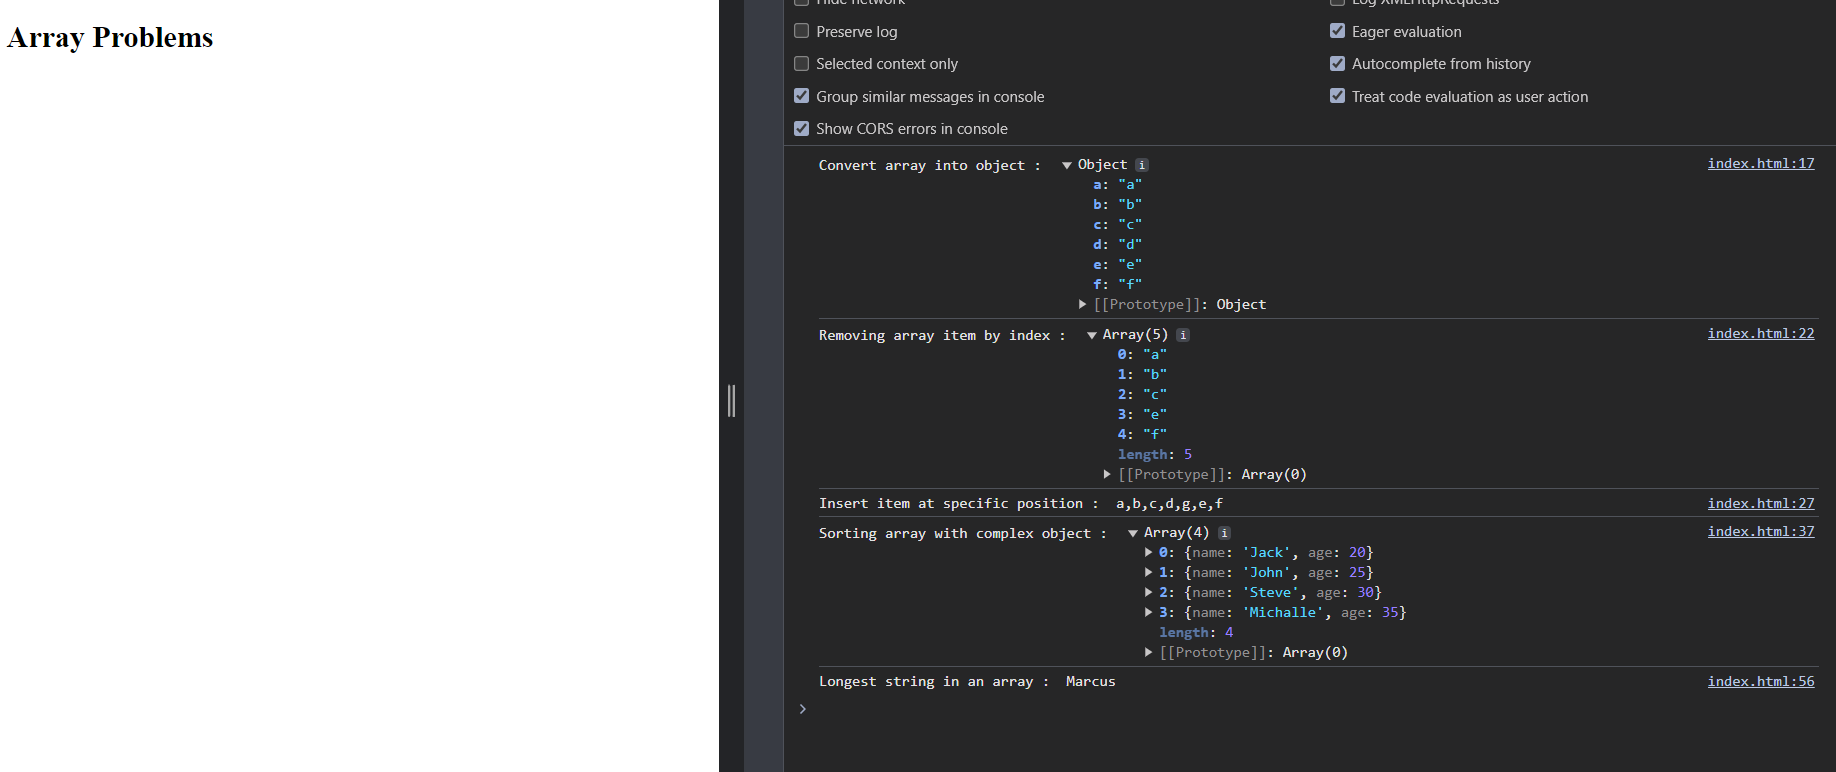 Array Problems
Hide network
Log XMLHttpRequests
Preserve log
Eager evaluation
Selected context only
Autocomplete from history
Group similar messages in console
Treat code evaluation as user action
Show CORS errors in console
Convert array into object : Object i index.html:17
a: "a"
b: "b"
c: "c"
d: "d"
e: "e"
f: "f"
[[Prototype]]: Object
Removing array item by index : Array(5) i index.html:22
0: "a"
1: "b"
2: "c"
3: "e"
4: "f"
length: 5
[[Prototype]]: Array(0)
Insert item at specific position : a,b,c,d,g,e,f index.html:27
Sorting array with complex object : Array(4) i index.html:37
0: {name: 'Jack', age: 20}
1: {name: 'John', age: 25}
2: {name: 'Steve', age: 30}
3: {name: 'Michalle', age: 35}
length: 4
[[Prototype]]: Array(0)
Longest string in an array : Marcus index.html:56